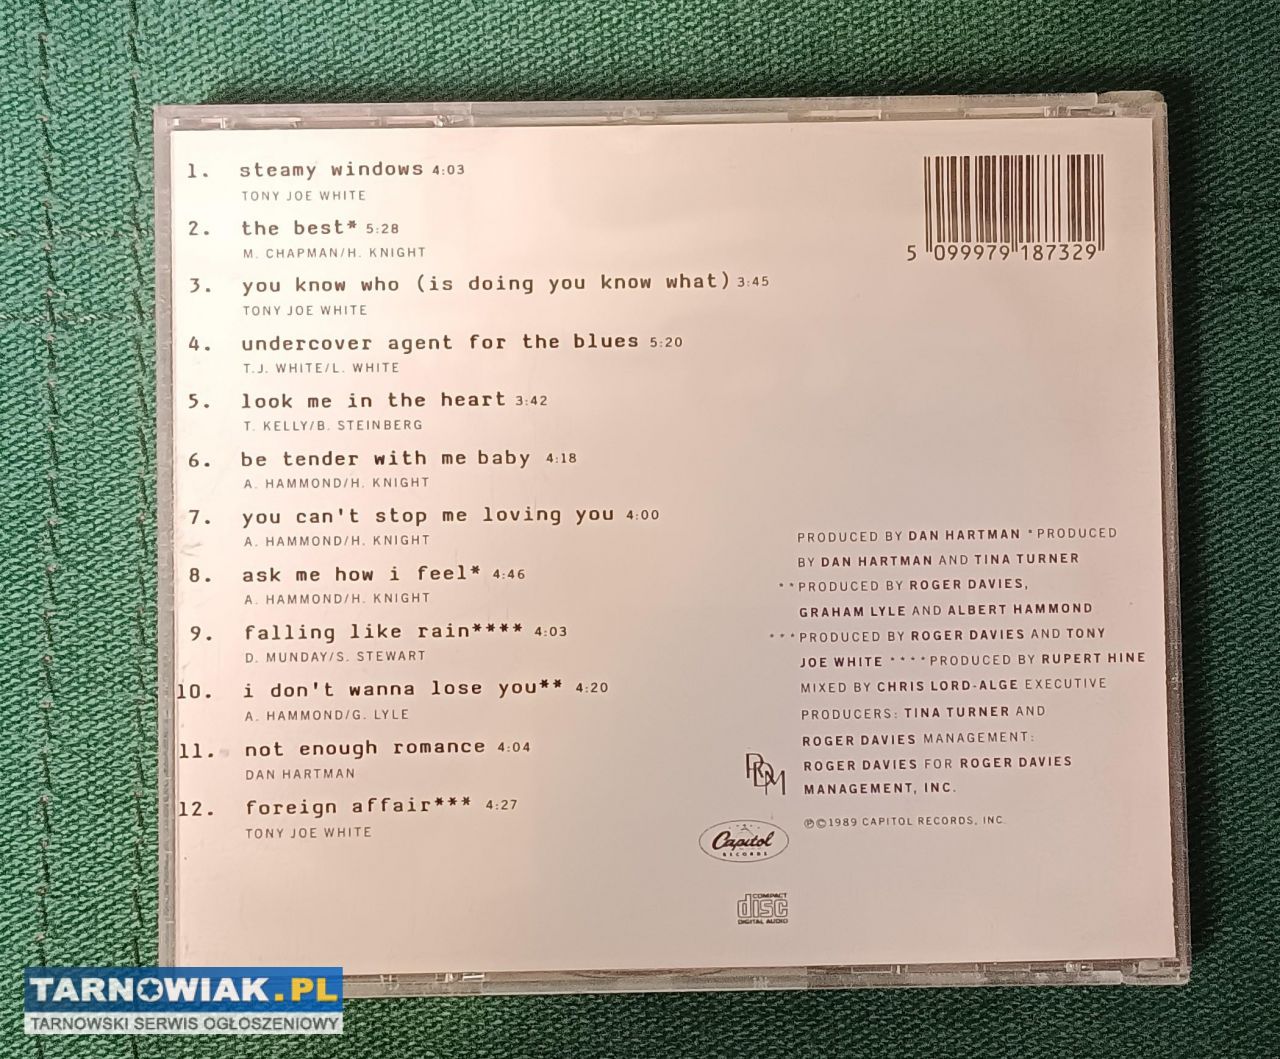 1. steamy windows 4:03
TONY JOE WHITE
2. the best* 5:28
M. CHAPMAN/H. KNIGHT
3. you know who (is doing you know what) 3:45
TONY JOE WHITE
4. undercover agent for the blues 5:20
T.J. WHITE/L. WHITE
5. look me in the heart 3:42
T. KELLY/B. STEINBERG
6. be tender with me baby 4:18
A. HAMMOND/H. KNIGHT
7. you can't stop me loving you 4:00
A. HAMMOND/H. KNIGHT
8. ask me how i feel* 4:46
A. HAMMOND/H. KNIGHT
9. falling like rain**** 4:03
D. MUNDAY/S. STEWART
10. i don't wanna lose you** 4:20
A. HAMMOND/G. LYLE
11. not enough romance 4:04
DAN HARTMAN
12. foreign affair*** 4:27
TONY JOE WHITE
5 099979 187329
PRODUCED BY DAN HARTMAN *PRODUCED
BY DAN HARTMAN AND TINA TURNER
**PRODUCED BY ROGER DAVIES,
GRAHAM LYLE AND ALBERT HAMMOND
***PRODUCED BY ROGER DAVIES AND TONY
JOE WHITE ****PRODUCED BY RUPERT HINE
MIXED BY CHRIS LORD-ALGE EXECUTIVE
PRODUCERS: TINA TURNER AND
ROGER DAVIES MANAGEMENT:
ROGER DAVIES FOR ROGER DAVIES
MANAGEMENT, INC.
RDM
℗©1989 CAPITOL RECORDS, INC.
Capitol
RECORDS
COMPACT
disc
DIGITAL AUDIO
TARNOWIAK.PL
TARNOWSKI SERWIS OGŁOSZENIOWY